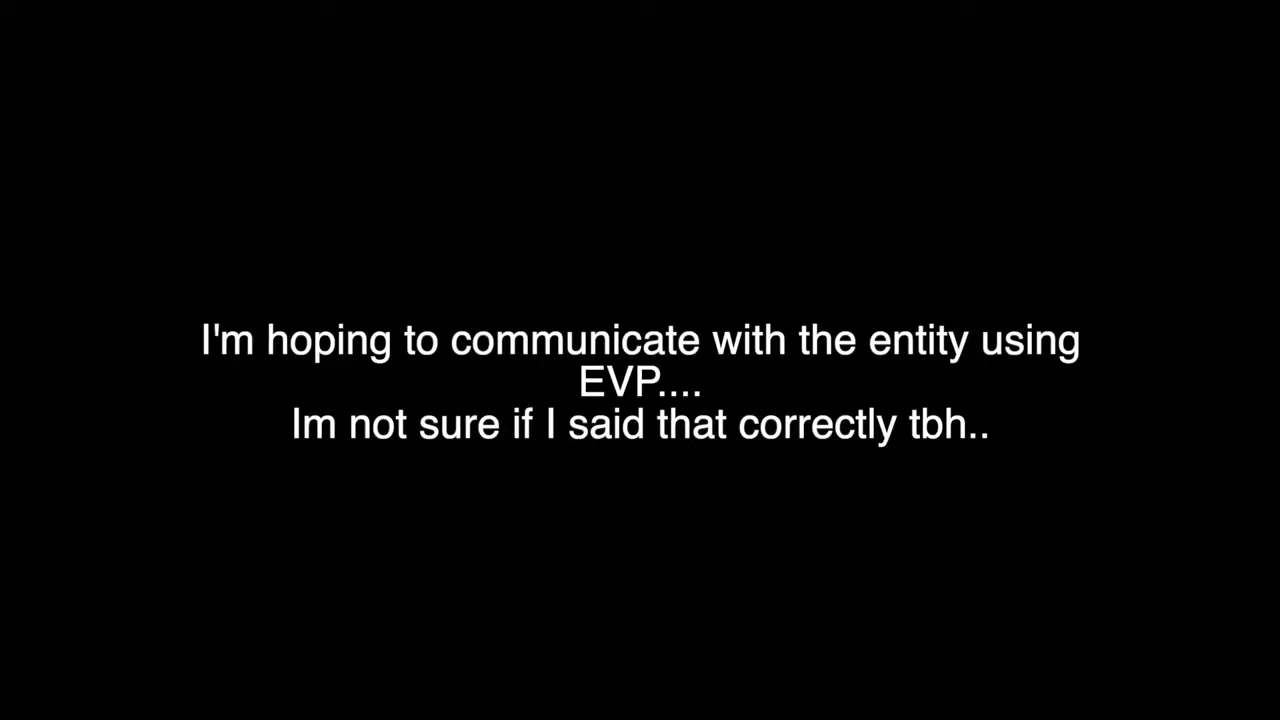 I'm hoping to communicate with the entity using
EVP....
Im not sure if I said that correctly tbh..